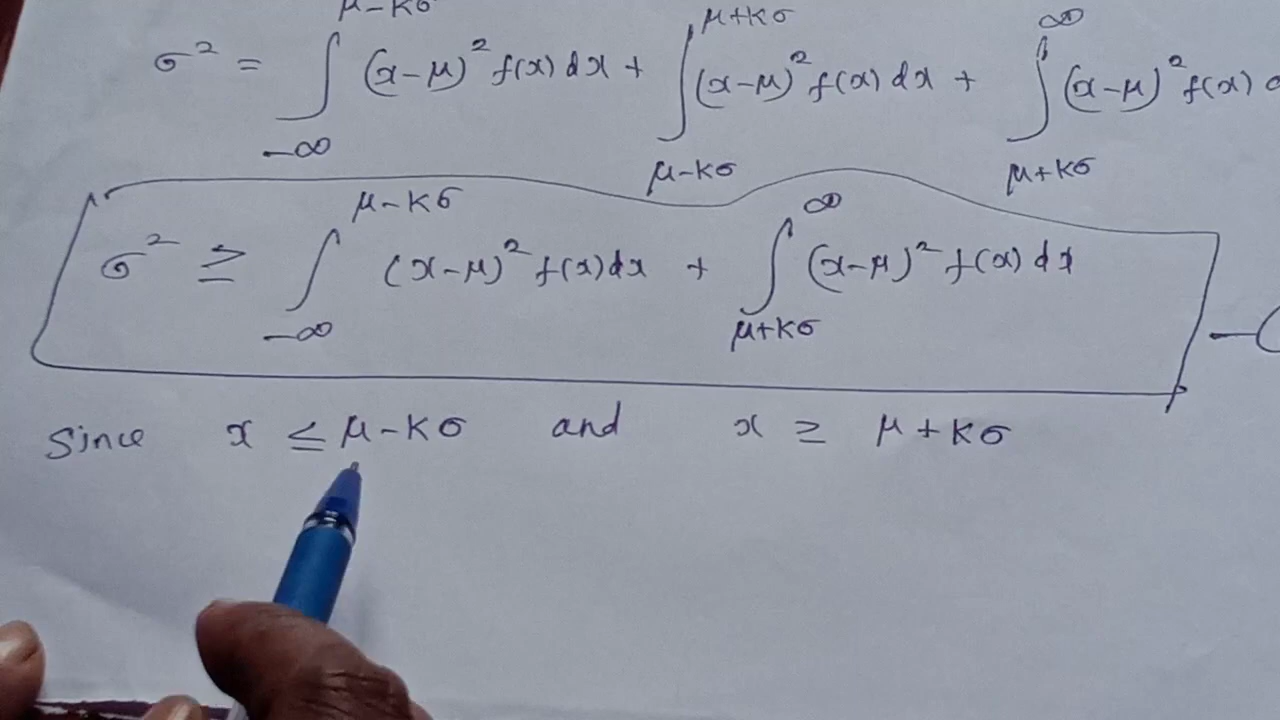 σ² = ∫_{-∞}^{μ-kσ} (x-μ)² f(x) dx + ∫_{μ-kσ}^{μ+kσ} (x-μ)² f(x) dx + ∫_{μ+kσ}^{∞} (x-μ)² f(x) d
σ² ≥ ∫_{-∞}^{μ-kσ} (x-μ)² f(x) dx + ∫_{μ+kσ}^{∞} (x-μ)² f(x) dx
Since x ≤ μ-kσ and x ≥ μ+kσ